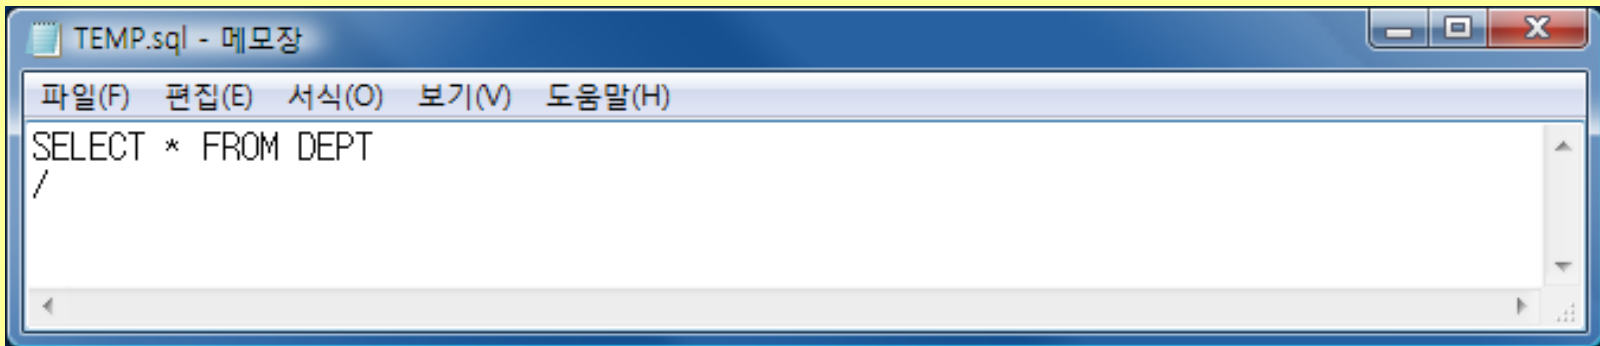 TEMP.sql - 메모장
파일(F) 편집(E) 서식(O) 보기(V) 도움말(H)
SELECT * FROM DEPT
/